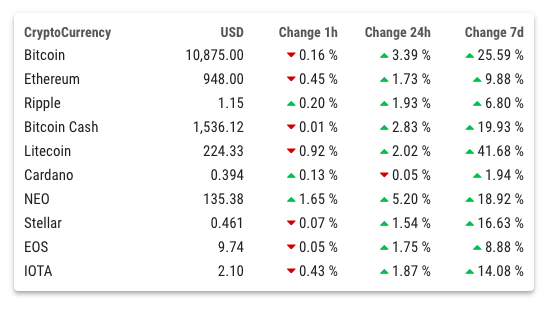 CryptoCurrency USD Change 1h Change 24h Change 7d
Bitcoin 10,875.00 ▼ 0.16 % ▲ 3.39 % ▲ 25.59 %
Ethereum 948.00 ▼ 0.45 % ▲ 1.73 % ▲ 9.88 %
Ripple 1.15 ▲ 0.20 % ▲ 1.93 % ▲ 6.80 %
Bitcoin Cash 1,536.12 ▼ 0.01 % ▲ 2.83 % ▲ 19.93 %
Litecoin 224.33 ▼ 0.92 % ▲ 2.02 % ▲ 41.68 %
Cardano 0.394 ▲ 0.13 % ▼ 0.05 % ▲ 1.94 %
NEO 135.38 ▲ 1.65 % ▲ 5.20 % ▲ 18.92 %
Stellar 0.461 ▼ 0.07 % ▲ 1.54 % ▲ 16.63 %
EOS 9.74 ▼ 0.05 % ▲ 1.75 % ▲ 8.88 %
IOTA 2.10 ▼ 0.43 % ▲ 1.87 % ▲ 14.08 %